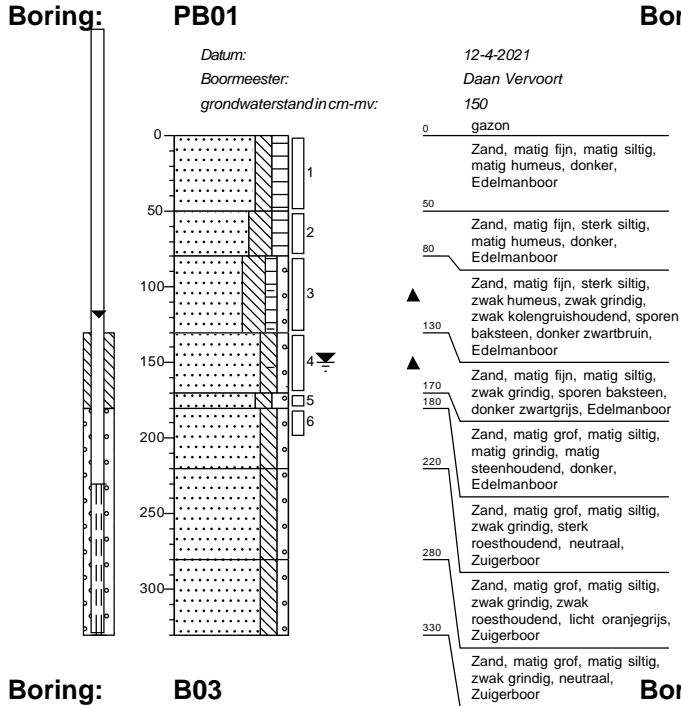 Boring: PB01
Bor
Datum: 12-4-2021
Boormeester: Daan Vervoort
grondwaterstand in cm-mv: 150
0
50
100
150
200
250
300
1
2
3
4
5
6
0 gazon
Zand, matig fijn, matig siltig,
matig humeus, donker,
Edelmanboor
50
Zand, matig fijn, sterk siltig,
matig humeus, donker,
Edelmanboor
80
Zand, matig fijn, sterk siltig,
zwak humeus, zwak grindig,
zwak kolengruishoudend, sporen
baksteen, donker zwartbruin,
Edelmanboor
130
Zand, matig fijn, matig siltig,
zwak grindig, sporen baksteen,
donker zwartgrijs, Edelmanboor
170
180
Zand, matig grof, matig siltig,
matig grindig, matig
steenhoudend, donker,
Edelmanboor
220
Zand, matig grof, matig siltig,
zwak grindig, sterk
roesthoudend, neutraal,
Zuigerboor
280
Zand, matig grof, matig siltig,
zwak grindig, zwak
roesthoudend, licht oranjegrijs,
Zuigerboor
330
Zand, matig grof, matig siltig,
zwak grindig, neutraal,
Zuigerboor
Boring: B03
Bor